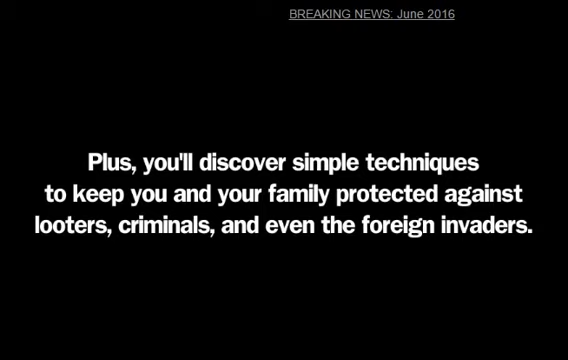 BREAKING NEWS: June 2016
Plus, you'll discover simple techniques
to keep you and your family protected against
looters, criminals, and even the foreign invaders.